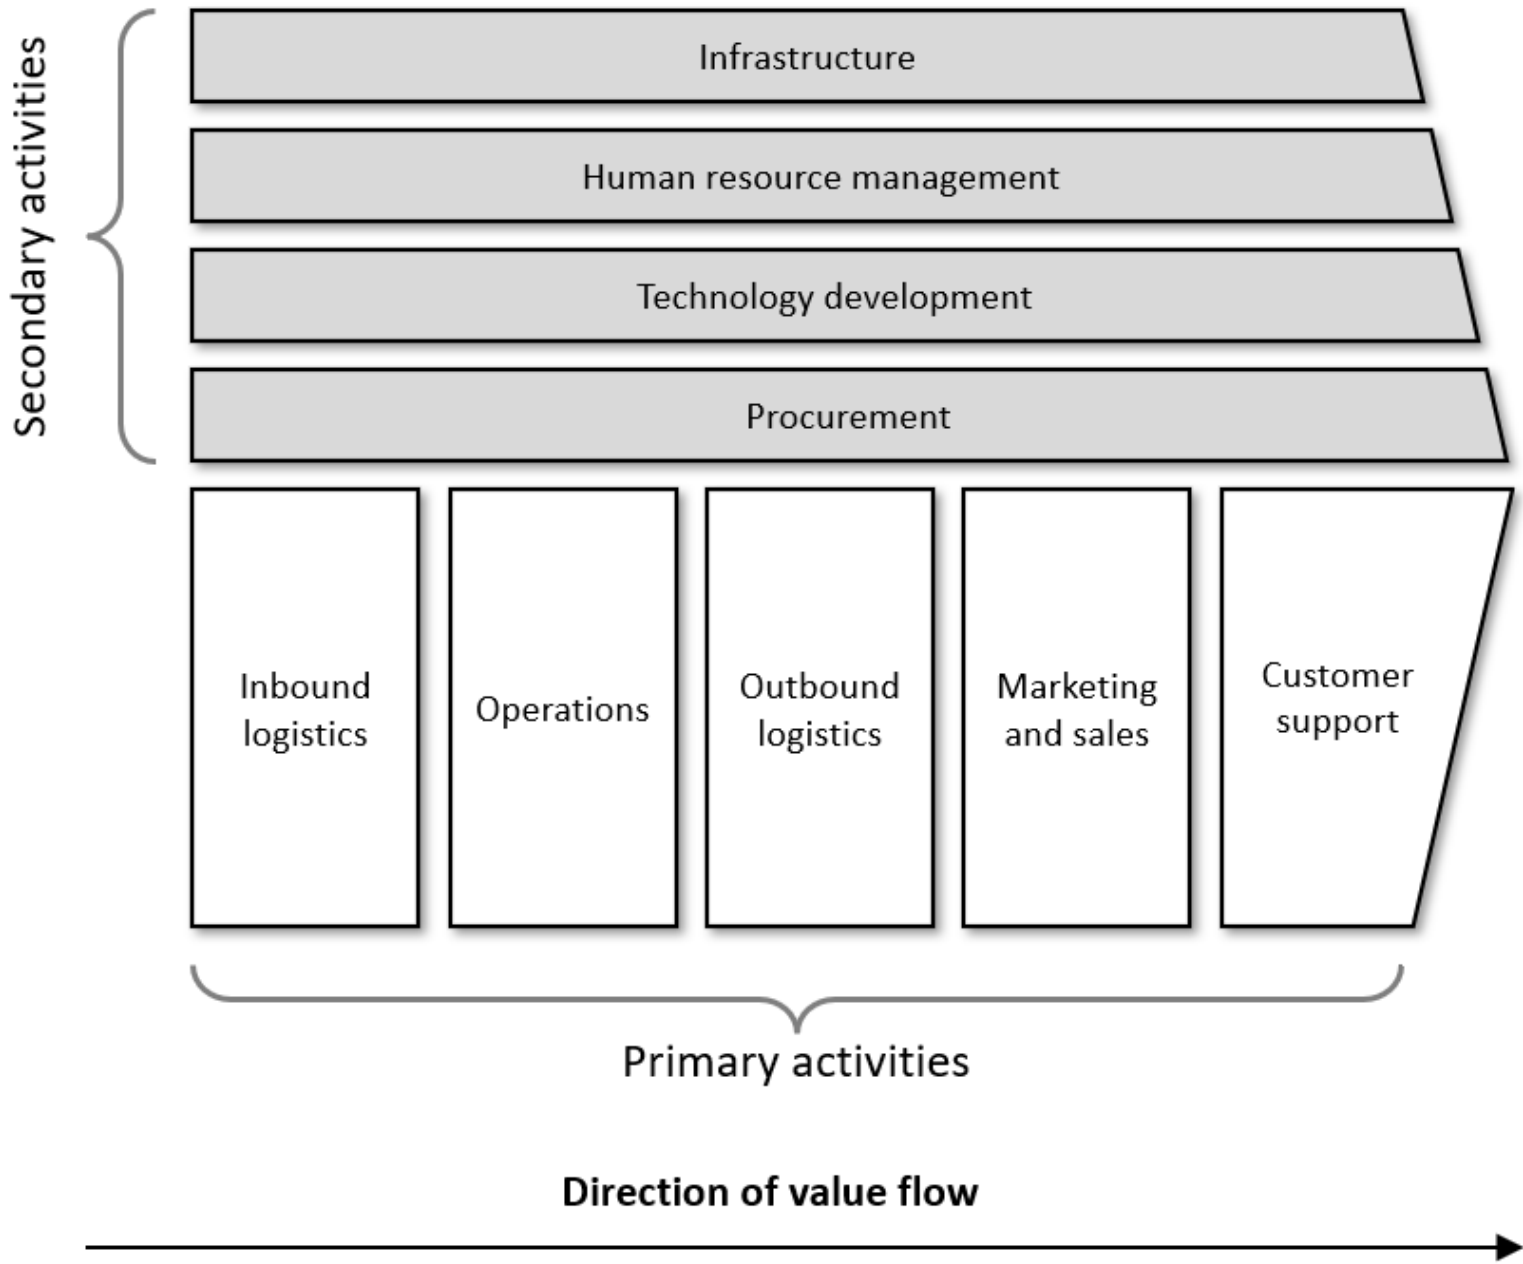 Secondary activities
Infrastructure
Human resource management
Technology development
Procurement
Inbound
logistics
Operations
Outbound
logistics
Marketing
and sales
Customer
support
Primary activities
Direction of value flow